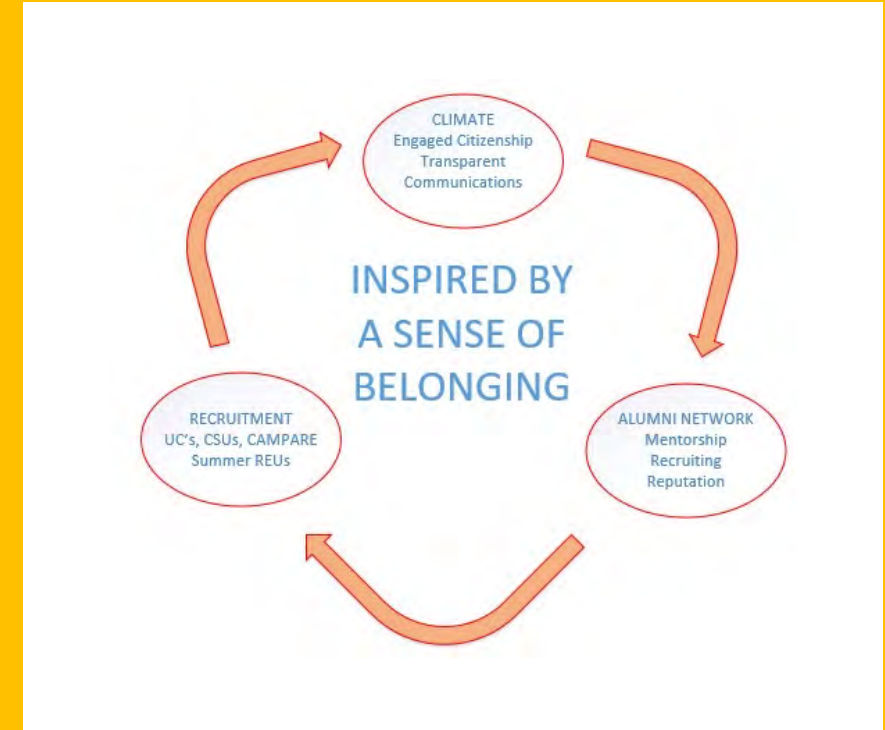 CLIMATE
Engaged Citizenship
Transparent
Communications
INSPIRED BY
A SENSE OF
BELONGING
RECRUITMENT
UC's, CSUs, CAMPARE
Summer REUs
ALUMNI NETWORK
Mentorship
Recruiting
Reputation